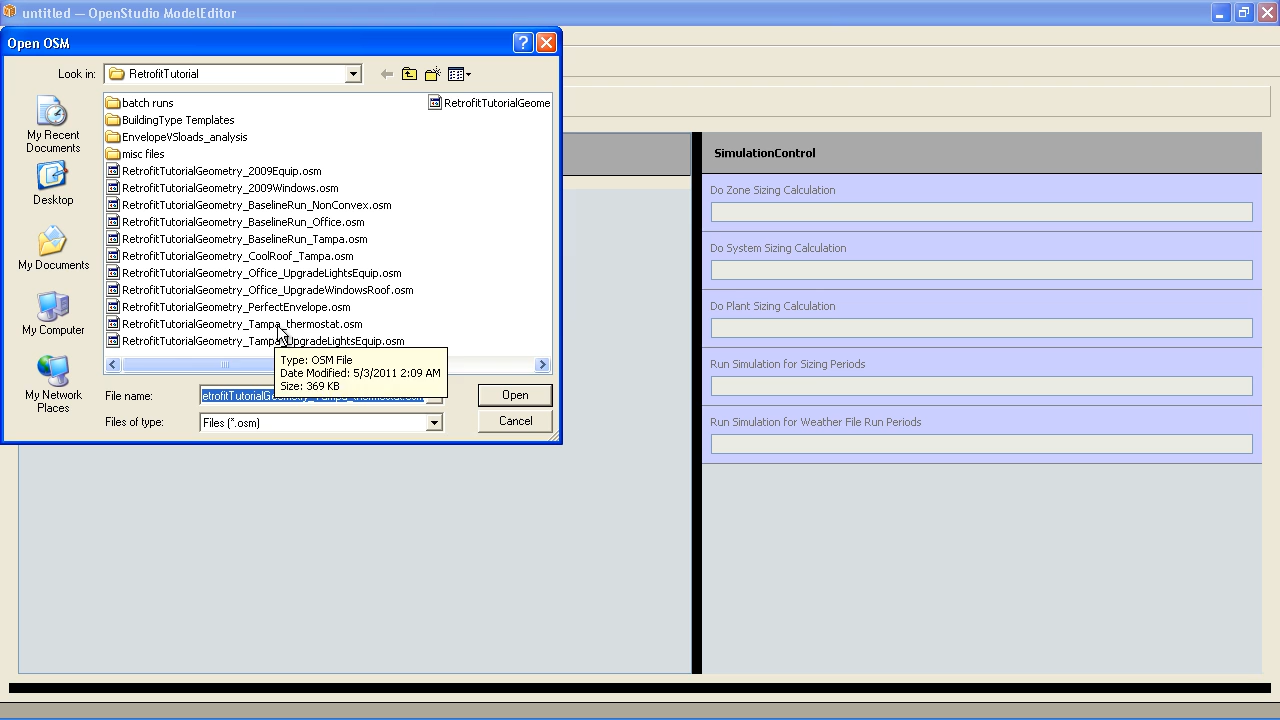 untitled — OpenStudio ModelEditor
Open OSM
Look in:
RetrofitTutorial
My Recent
Documents
Desktop
My Documents
My Computer
My Network
Places
batch runs
BuildingType Templates
EnvelopeVSloads_analysis
misc files
RetrofitTutorialGeometry_2009Equip.osm
RetrofitTutorialGeometry_2009Windows.osm
RetrofitTutorialGeometry_BaselineRun_NonConvex.osm
RetrofitTutorialGeometry_BaselineRun_Office.osm
RetrofitTutorialGeometry_BaselineRun_Tampa.osm
RetrofitTutorialGeometry_CoolRoof_Tampa.osm
RetrofitTutorialGeometry_Office_UpgradeLightsEquip.osm
RetrofitTutorialGeometry_Office_UpgradeWindowsRoof.osm
RetrofitTutorialGeometry_PerfectEnvelope.osm
RetrofitTutorialGeometry_Tampa_thermostat.osm
RetrofitTutorialGeometry_Tampa_UpgradeLightsEquip.osm
RetrofitTutorialGeome
Type: OSM File
Date Modified: 5/3/2011 2:09 AM
Size: 369 KB
File name:
Open
Files of type:
Files (*.osm)
Cancel
SimulationControl
Do Zone Sizing Calculation
Do System Sizing Calculation
Do Plant Sizing Calculation
Run Simulation for Sizing Periods
Run Simulation for Weather File Run Periods